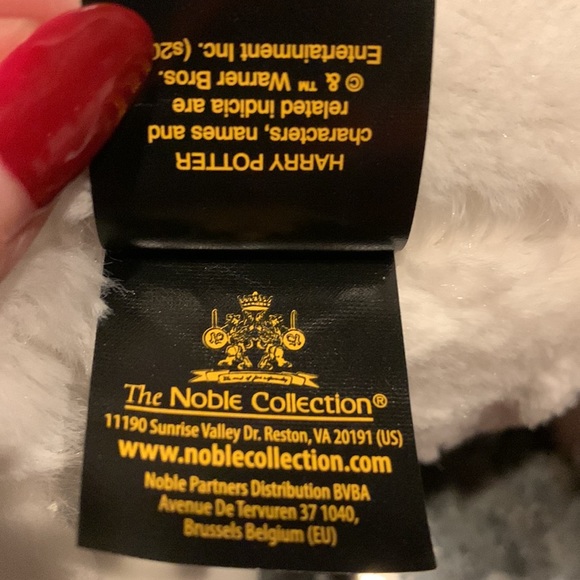 HARRY POTTER
characters, names and
related indicia are
© & ™ Warner Bros.
Entertainment Inc. (s20
The Noble Collection®
11190 Sunrise Valley Dr. Reston, VA 20191 (US)
www.noblecollection.com
Noble Partners Distribution BVBA
Avenue De Tervuren 37 1040,
Brussels Belgium (EU)